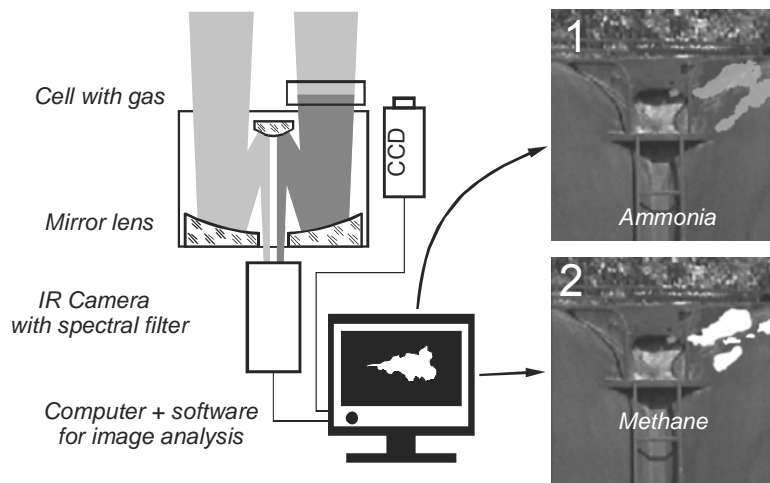 Cell with gas
CCD
Mirror lens
IR Camera
with spectral filter
Computer + software
for image analysis
1
Ammonia
2
Methane